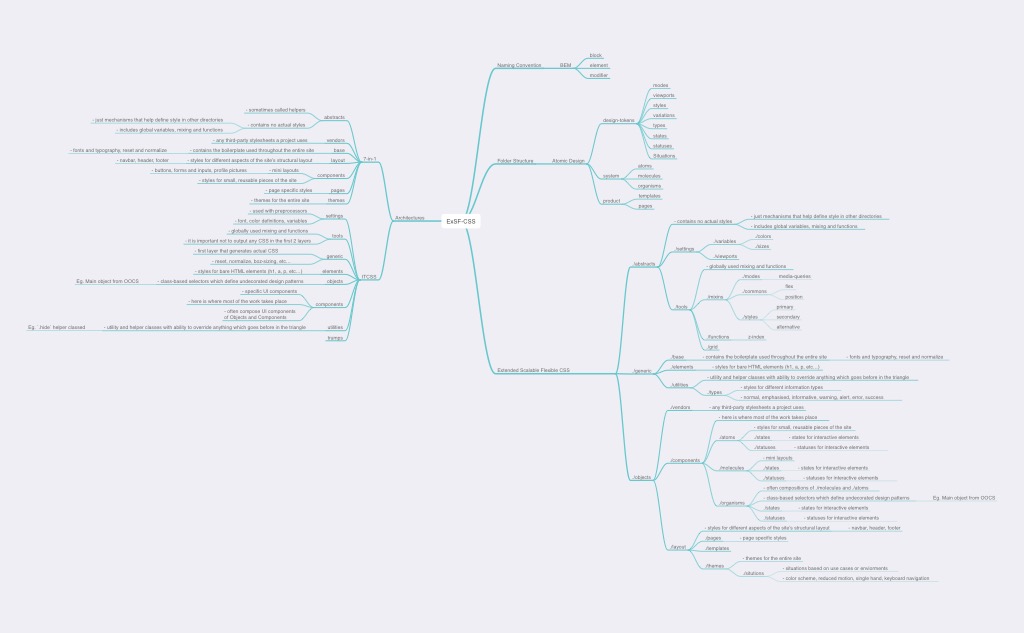 ExSF-CSS
Naming Convention
BEM
block
element
modifier
Folder Structure
Atomic Design
design-tokens
modes
viewports
styles
variations
types
states
statuses
Situations
system
atoms
molecules
organisms
product
templates
pages
Extended Scalable Flexible CSS
./abstracts
- contains no actual styles
- just mechanisms that help define style in other directories
- includes global variables, mixing and functions
./settings
./variables
./colors
./sizes
./viewports
./tools
- globally used mixing and functions
./mixins
./modes
media-queries
./commons
flex
position
./styles
primary
secondary
alternative
./functions
z-index
./grid
./generic
./base
- contains the boilerplate used throughout the entire site
- fonts and typography, reset and normalize
./elements
- styles for bare HTML elements (h1, a, p, etc...)
./utilities
- utility and helper classes with ability to override anything which goes before in the triangle
./types
- styles for different information types
- normal, emphasised, informative, warning, alert, error, success
./objects
./vendors
- any third-party stylesheets a project uses
./components
- here is where most of the work takes place
./atoms
- styles for small, reusable pieces of the site
./states
- states for interactive elements
./statuses
- statuses for interactive elements
./molecules
- mini layouts
./states
- states for interactive elements
./statuses
- statuses for interactive elements
./organisms
- often compositions of ./molecules and ./atoms
- class-based selectors which define undecorated design patterns
Eg. Main object from OOCS
./states
- states for interactive elements
./statuses
- statuses for interactive elements
./layout
- styles for different aspects of the site's structural layout
- navbar, header, footer
./pages
- page specific styles
./templates
./themes
- themes for the entire site
./situtions
- situations based on use cases or enviorments
- color scheme, reduced motion, single hand, keyboard navigation
Architectures
7-in-1
abstracts
- sometimes called helpers
- contains no actual styles
- just mechanisms that help define style in other directories
- includes global variables, mixing and functions
vendors
- any third-party stylesheets a project uses
base
- contains the boilerplate used throughout the entire site
- fonts and typography, reset and normalize
layout
- styles for different aspects of the site's structural layout
- navbar, header, footer
components
- mini layouts
- buttons, forms and inputs, profile pictures
- styles for small, reusable pieces of the site
pages
- page specific styles
themes
- themes for the entire site
ITCSS
settings
- used with preprocessors
- font, color definitions, variables
tools
- globally used mixing and functions
- it is important not to output any CSS in the first 2 layers
generic
- first layer that generates actual CSS
- reset, normalize, boz-sizing, etc...
elements
- styles for bare HTML elements (h1, a, p, etc...)
objects
- class-based selectors which define undecorated design patterns
Eg. Main object from OOCS
components
- specific UI components
- here is where most of the work takes place
- often compose UI components
of Objects and Components
utilities
- utility and helper classes with ability to override anything which goes before in the triangle
Eg. `.hide` helper classed
trumps